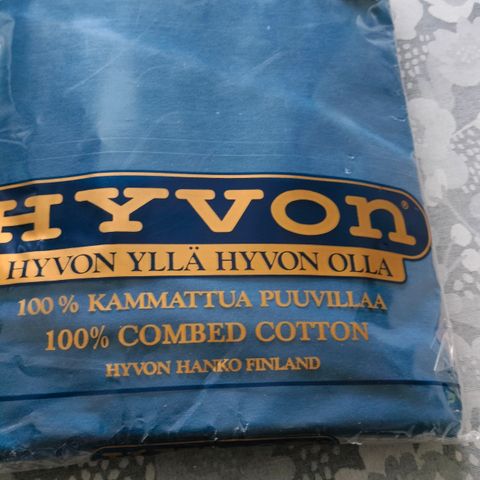 HYVON®
HYVON YLLÄ HYVON OLLA
100 % KAMMATTUA PUUVILLAA
100% COMBED COTTON
HYVON HANKO FINLAND